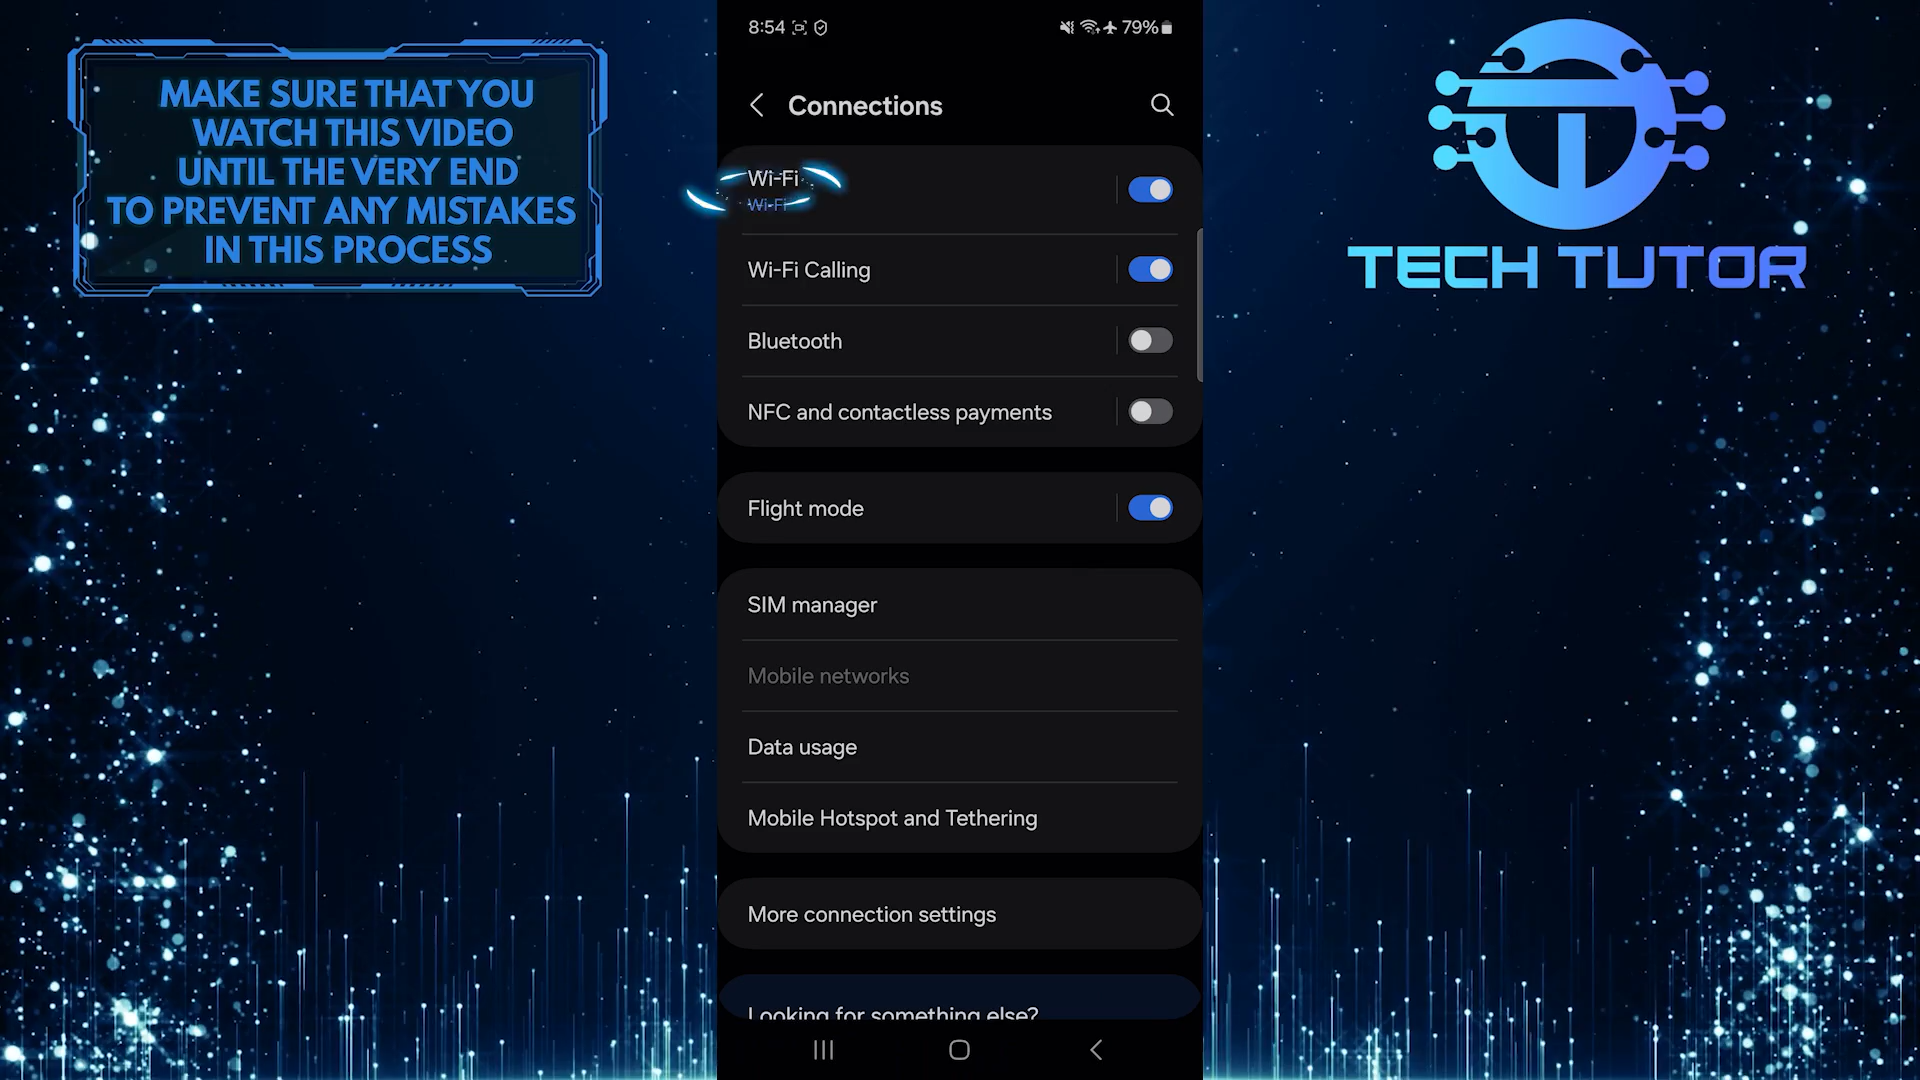 MAKE SURE THAT YOU
WATCH THIS VIDEO
UNTIL THE VERY END
TO PREVENT ANY MISTAKES
IN THIS PROCESS
8:54
79%
Connections
Wi-Fi
Wi-Fi
Wi-Fi Calling
Bluetooth
NFC and contactless payments
Flight mode
SIM manager
Mobile networks
Data usage
Mobile Hotspot and Tethering
More connection settings
Looking for something else?
TECH TUTOR